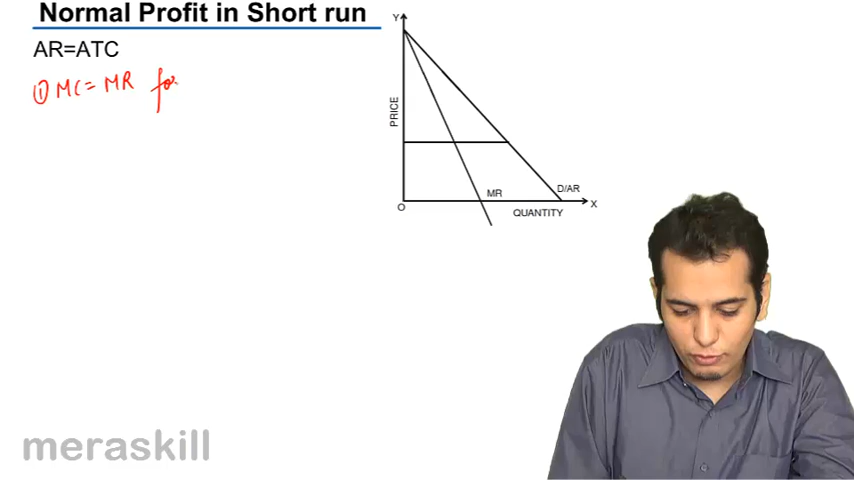 Normal Profit in Short run
AR=ATC
① MC = MR for
Y
PRICE
O
MR
D/AR
X
QUANTITY
meraskill